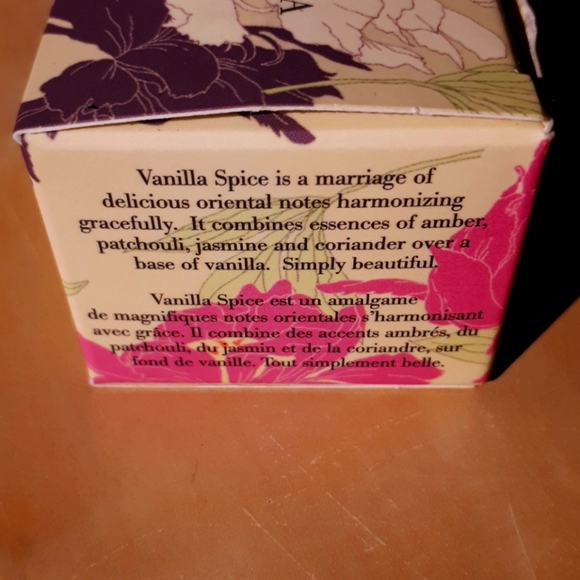 A
Vanilla Spice is a marriage of
delicious oriental notes harmonizing
gracefully. It combines essences of amber,
patchouli, jasmine and coriander over a
base of vanilla. Simply beautiful.
Vanilla Spice est un amalgame
de magnifiques notes orientales s'harmonisant
avec grâce. Il combine des accents ambrés, du
patchouli, du jasmin et de la coriandre, sur
fond de vanille. Tout simplement belle.